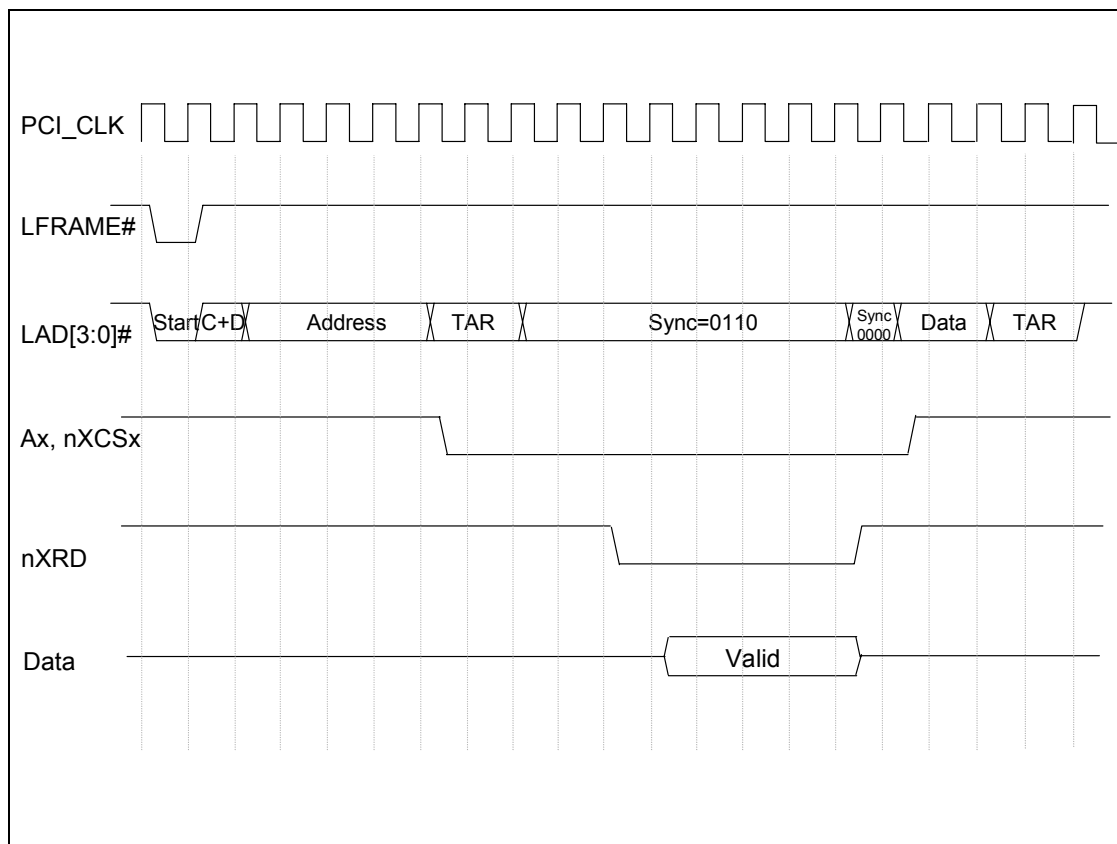 PCI_CLK
LFRAME#
LAD[3:0]#
Start
C+D
Address
TAR
Sync=0110
Sync
0000
Data
TAR
Ax, nXCSx
nXRD
Data
Valid